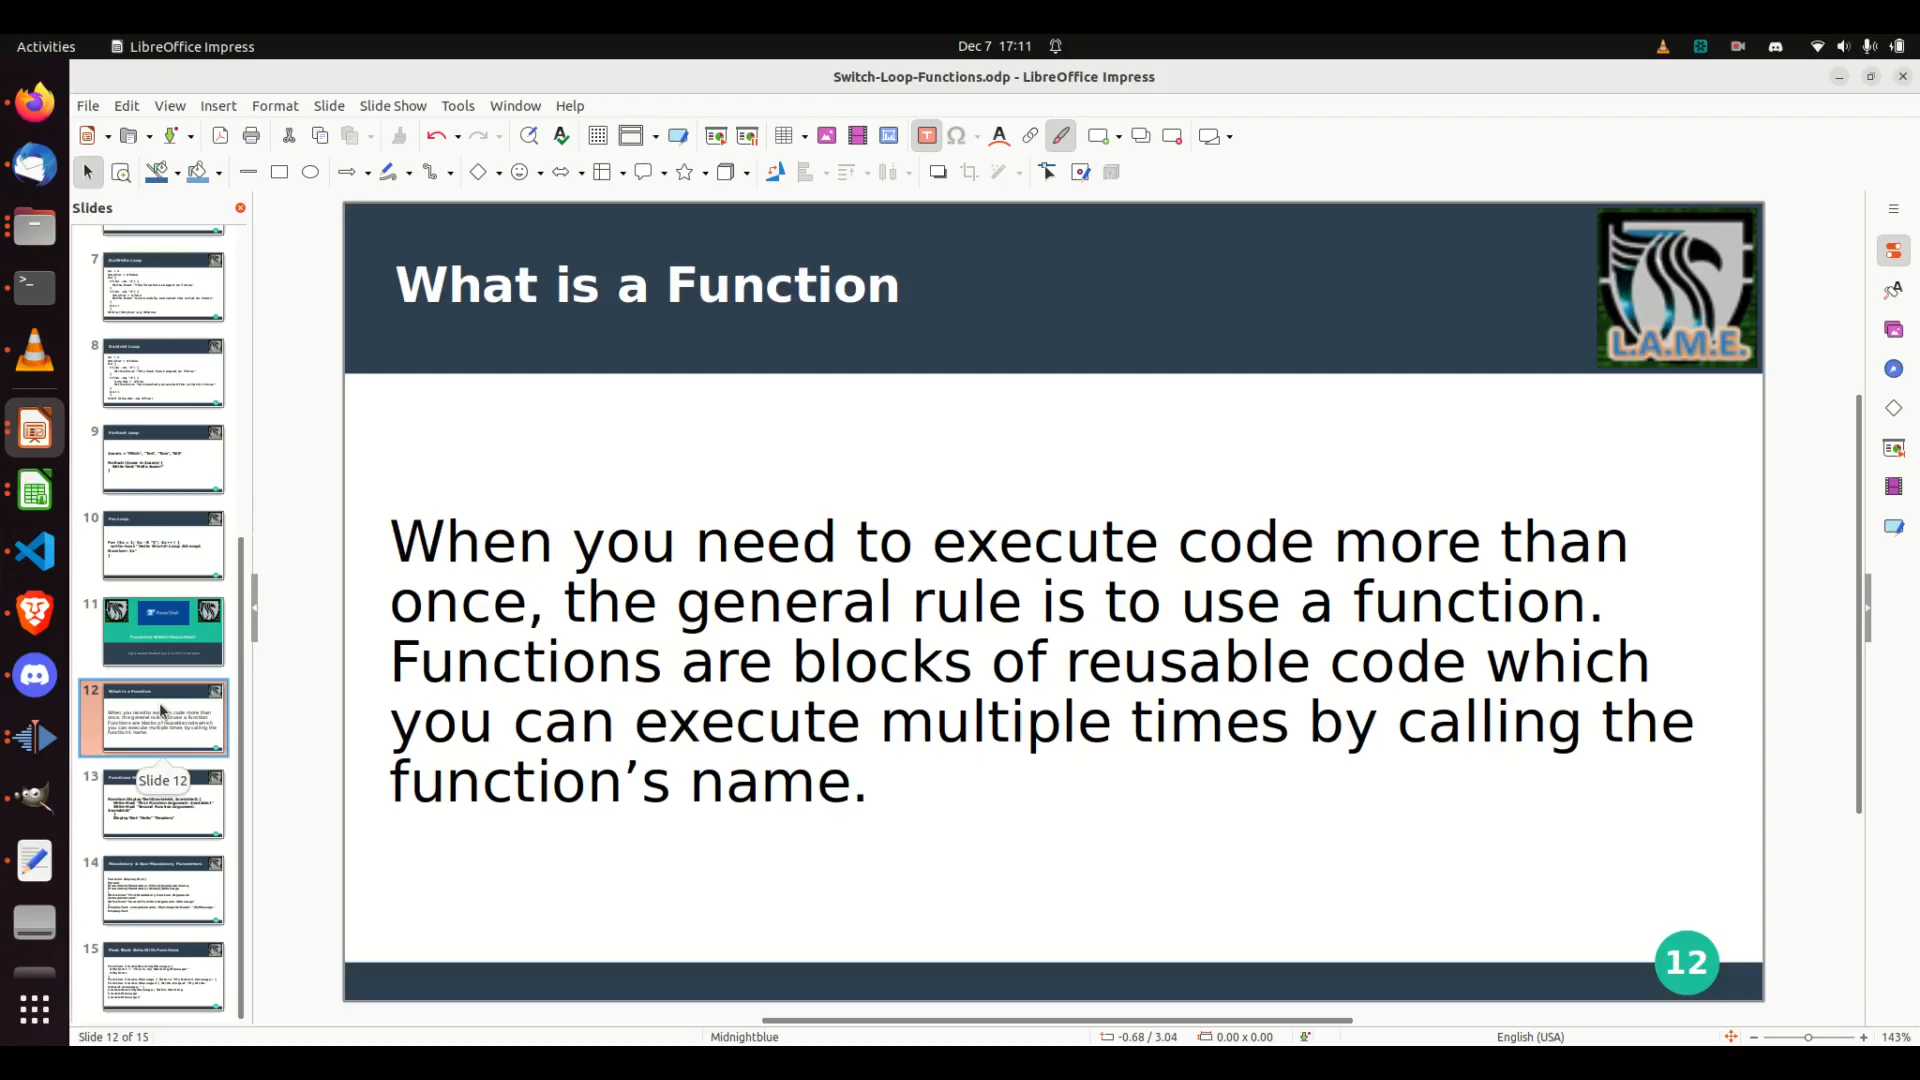 Activities
LibreOffice Impress
Dec 7 17:11
Switch-Loop-Functions.odp - LibreOffice Impress
File Edit View Insert Format Slide Slide Show Tools Window Help
Slides
7
8
9
10
11
12
Slide 12
13
14
15
What is a Function
L.A.M.E.
When you need to execute code more than
once, the general rule is to use a function.
Functions are blocks of reusable code which
you can execute multiple times by calling the
function’s name.
12
Slide 12 of 15
Midnightblue
-0.68 / 3.04
0.00 x 0.00
English (USA)
143%